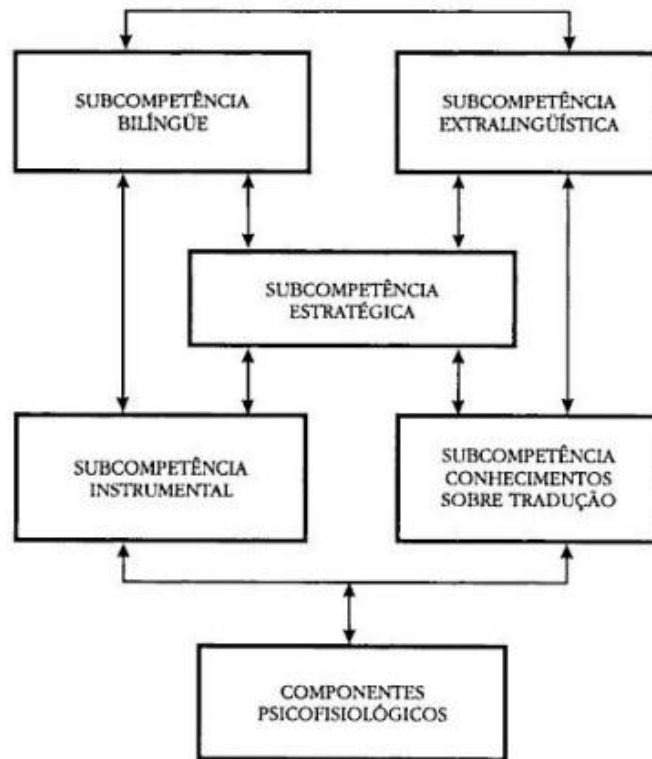 SUBCOMPETÊNCIA
BILÍNGÜE
SUBCOMPETÊNCIA
EXTRALINGÜÍSTICA
SUBCOMPETÊNCIA
ESTRATÉGICA
SUBCOMPETÊNCIA
INSTRUMENTAL
SUBCOMPETÊNCIA
CONHECIMENTOS
SOBRE TRADUÇÃO
COMPONENTES
PSICOFISIOLÓGICOS